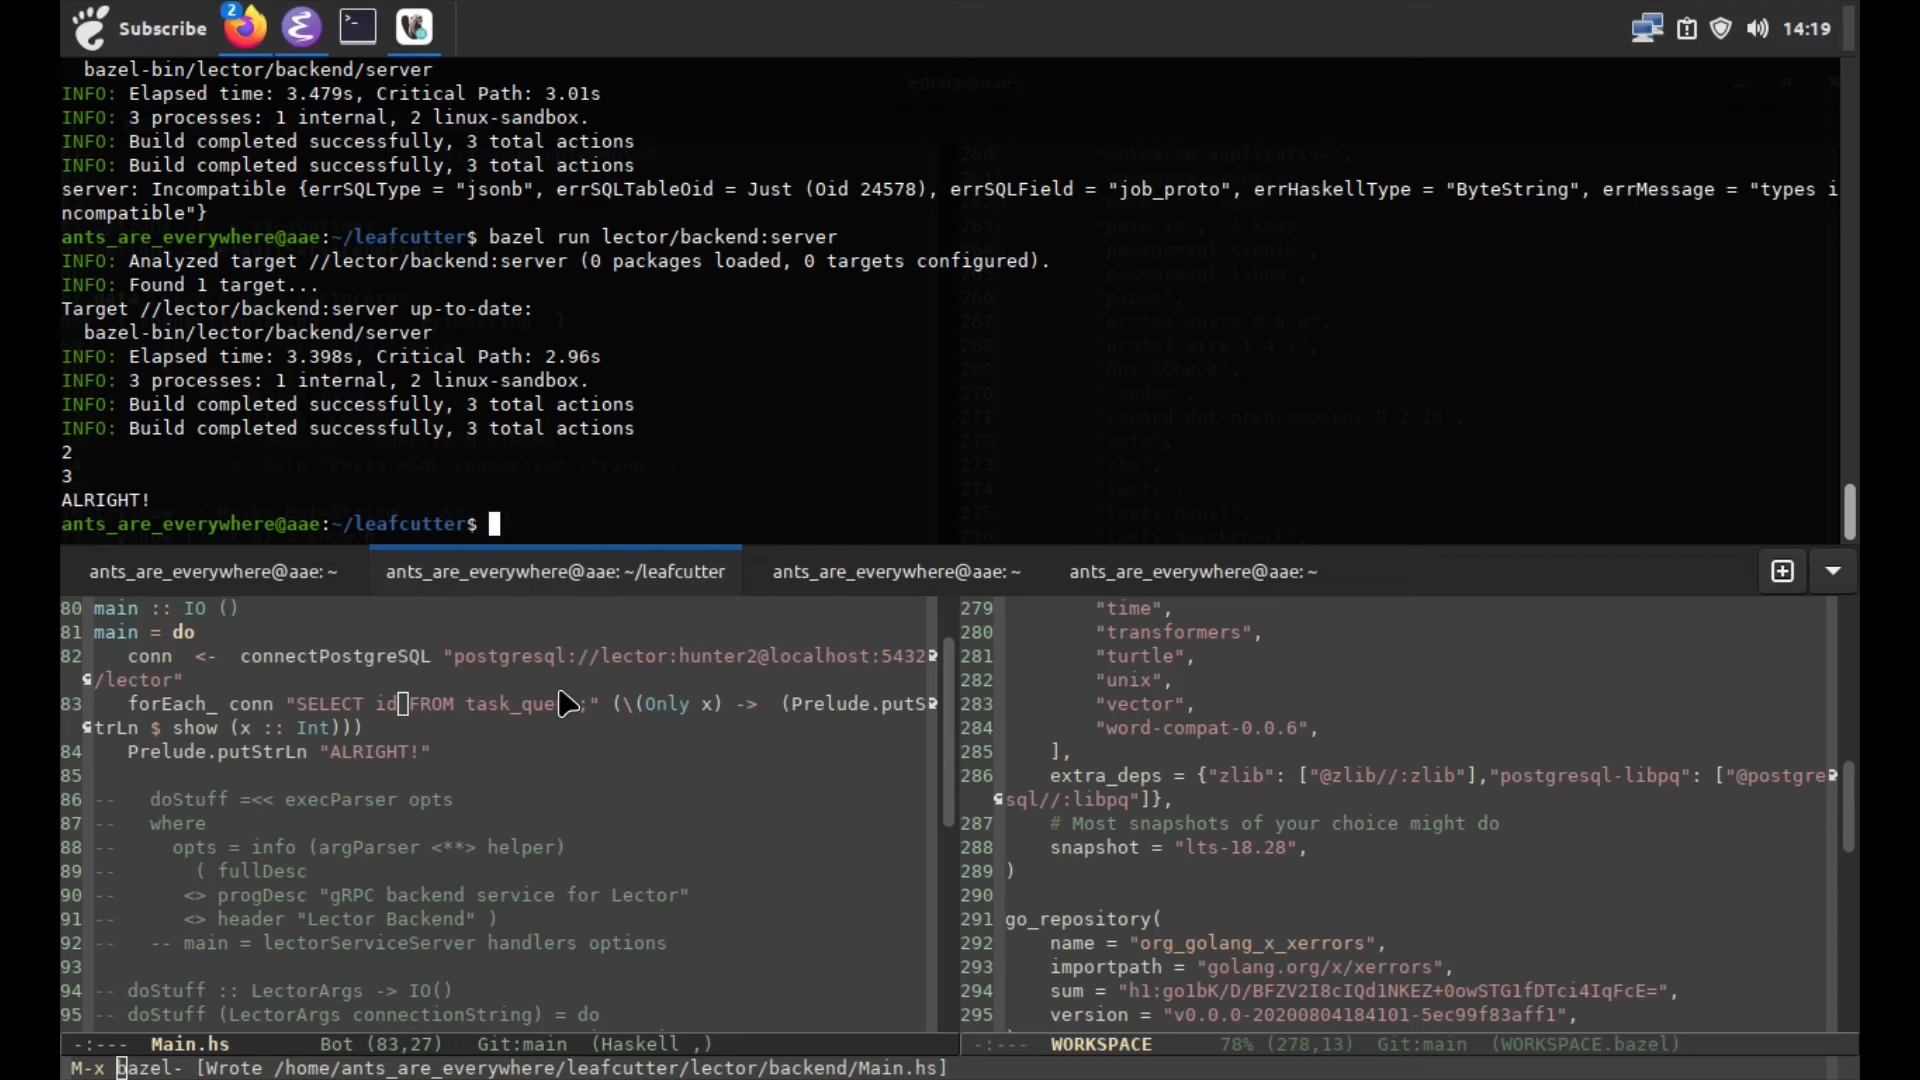 Subscribe
2
14:19
emacs@aae
bazel-bin/lector/backend/server
INFO: Elapsed time: 3.479s, Critical Path: 3.01s
INFO: 3 processes: 1 internal, 2 linux-sandbox.
INFO: Build completed successfully, 3 total actions
INFO: Build completed successfully, 3 total actions
server: Incompatible {errSQLType = "jsonb", errSQLTableOid = Just (Oid 24578), errSQLField = "job_proto", errHaskellType = "ByteString", errMessage = "types i
ncompatible"}
ants_are_everywhere@aae:~/leafcutter$ bazel run lector/backend:server
INFO: Analyzed target //lector/backend:server (0 packages loaded, 0 targets configured).
INFO: Found 1 target...
Target //lector/backend:server up-to-date:
bazel-bin/lector/backend/server
INFO: Elapsed time: 3.398s, Critical Path: 2.96s
INFO: 3 processes: 1 internal, 2 linux-sandbox.
INFO: Build completed successfully, 3 total actions
INFO: Build completed successfully, 3 total actions
2
3
ALRIGHT!
ants_are_everywhere@aae:~/leafcutter$
ants_are_everywhere@aae: ~
ants_are_everywhere@aae: ~/leafcutter
ants_are_everywhere@aae: ~
ants_are_everywhere@aae: ~
80 main :: IO ()
81 main = do
82 conn <- connectPostgreSQL "postgresql://lector:hunter2@localhost:5432
/lector"
83 forEach_ conn "SELECT id FROM ;" (\(Only x) -> (Prelude.putS
trLn $ show (x :: Int)))
84 Prelude.putStrLn "ALRIGHT!"
85
86 -- doStuff =<< execParser opts
87 -- where
88 -- opts = info (argParser <**> helper)
89 -- ( fullDesc
90 -- <> progDesc "gRPC backend service for Lector"
91 -- <> header "Lector Backend" )
92 -- -- main = lectorServiceServer handlers options
93
94 -- doStuff :: LectorArgs -> IO()
95 -- doStuff (LectorArgs connectionString) = do
-:--- Main.hs Bot (83,27) Git:main (Haskell ,)
279 "time",
280 "transformers",
281 "turtle",
282 "unix",
283 "vector",
284 "word-compat-0.0.6",
285 ],
286 extra_deps = {"zlib": ["@zlib//:zlib"],"postgresql-libpq": ["@postgre
sql//:libpq"]},
287 # Most snapshots of your choice might do
288 snapshot = "lts-18.28",
289 )
290
291 go_repository(
292 name = "org_golang_x_xerrors",
293 importpath = "golang.org/x/xerrors",
294 sum = "h1:go1bK/D/BFZV2I8cIQd1NKEZ+0owSTG1fDTci4IqFcE=",
295 version = "v0.0.0-20200804184101-5ec99f83aff1",
-:--- WORKSPACE 78% (278,13) Git:main (WORKSPACE.bazel)
M-x bazel- [Wrote /home/ants_are_everywhere/leafcutter/lector/backend/Main.hs]